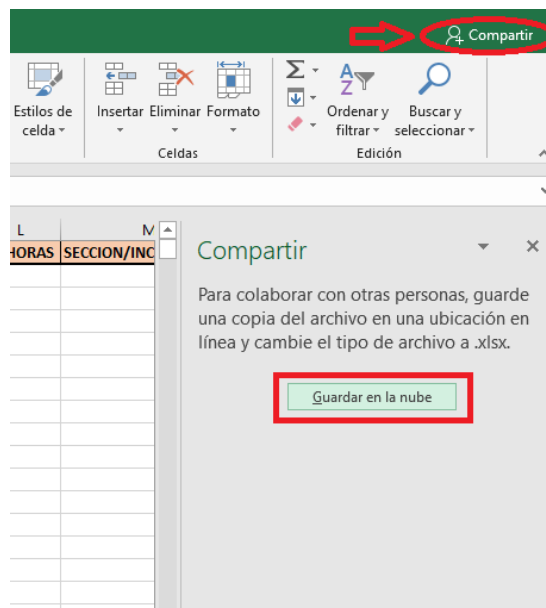 Compartir
Estilos de
celda
Insertar Eliminar Formato
Ordenar y
filtrar
Buscar y
seleccionar
Celdas
Edición
L
M
HORAS
SECCION/INC
Compartir
Para colaborar con otras personas, guarde
una copia del archivo en una ubicación en
línea y cambie el tipo de archivo a .xlsx.
Guardar en la nube